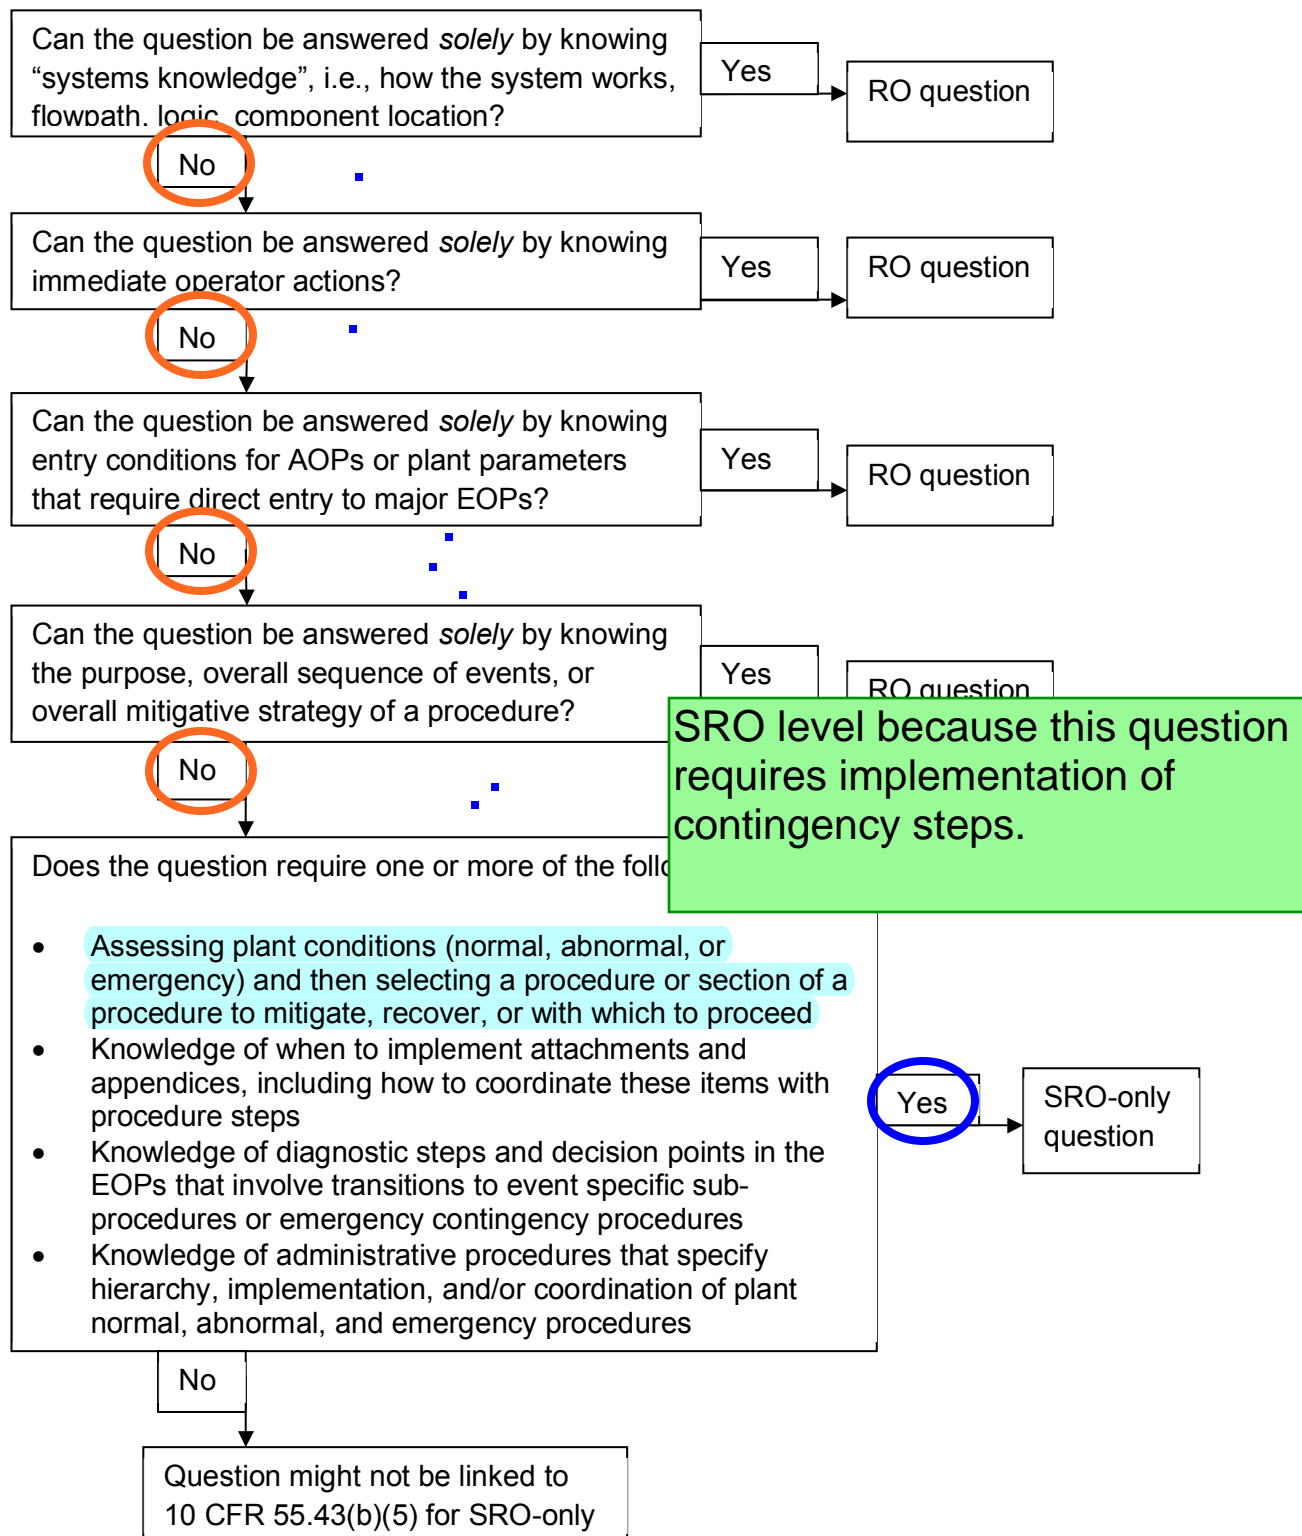 Can the question be answered solely by knowing
“systems knowledge”, i.e., how the system works,
flowpath, logic, component location?
Yes
RO question
No
Can the question be answered solely by knowing
immediate operator actions?
Yes
RO question
No
Can the question be answered solely by knowing
entry conditions for AOPs or plant parameters
that require direct entry to major EOPs?
Yes
RO question
No
Can the question be answered solely by knowing
the purpose, overall sequence of events, or
overall mitigative strategy of a procedure?
Yes
RO question
No
SRO level because this question
requires implementation of
contingency steps.
Does the question require one or more of the
• Assessing plant conditions (normal, abnormal, or
emergency) and then selecting a procedure or section of a
procedure to mitigate, recover, or with which to proceed
• Knowledge of when to implement attachments and
appendices, including how to coordinate these items with
procedure steps
• Knowledge of diagnostic steps and decision points in the
EOPs that involve transitions to event specific sub-
procedures or emergency contingency procedures
• Knowledge of administrative procedures that specify
hierarchy, implementation, and/or coordination of plant
normal, abnormal, and emergency procedures
Yes
SRO-only
question
No
Question might not be linked to
10 CFR 55.43(b)(5) for SRO-only